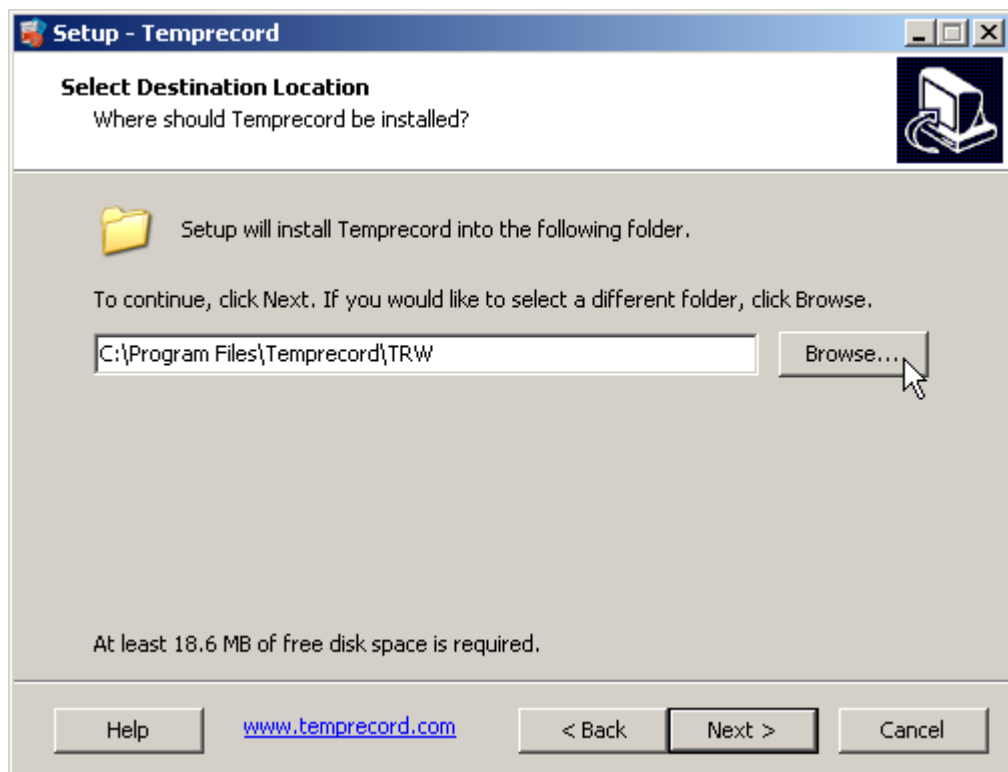 Setup - Temprecord
Select Destination Location
Where should Temprecord be installed?
Setup will install Temprecord into the following folder.
To continue, click Next. If you would like to select a different folder, click Browse.
C:\Program Files\Temprecord\TRW
Browse...
At least 18.6 MB of free disk space is required.
Help
www.temprecord.com
< Back
Next >
Cancel